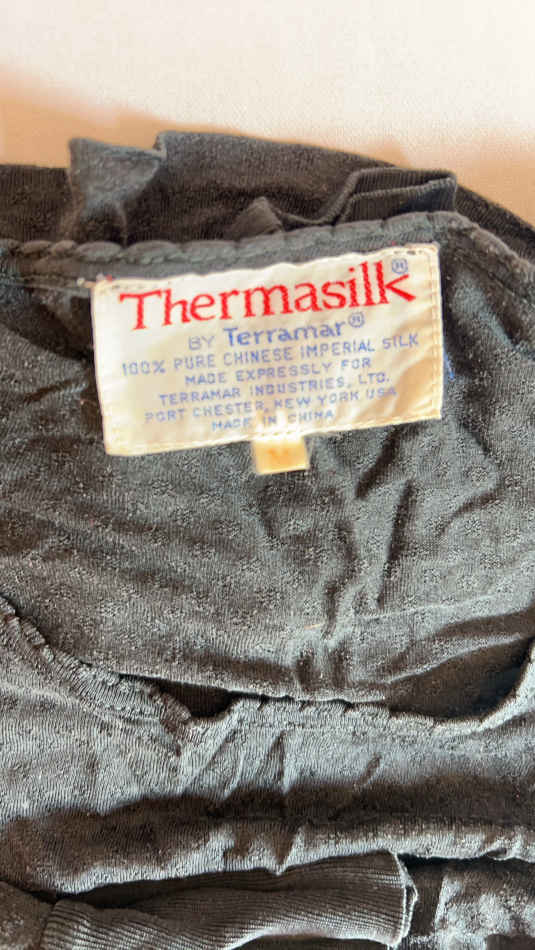 Thermasilk®
BY Terramar®
100% PURE CHINESE IMPERIAL SILK
MADE EXPRESSLY FOR
TERRAMAR INDUSTRIES, LTD.
PORT CHESTER, NEW YORK USA
MADE IN CHINA